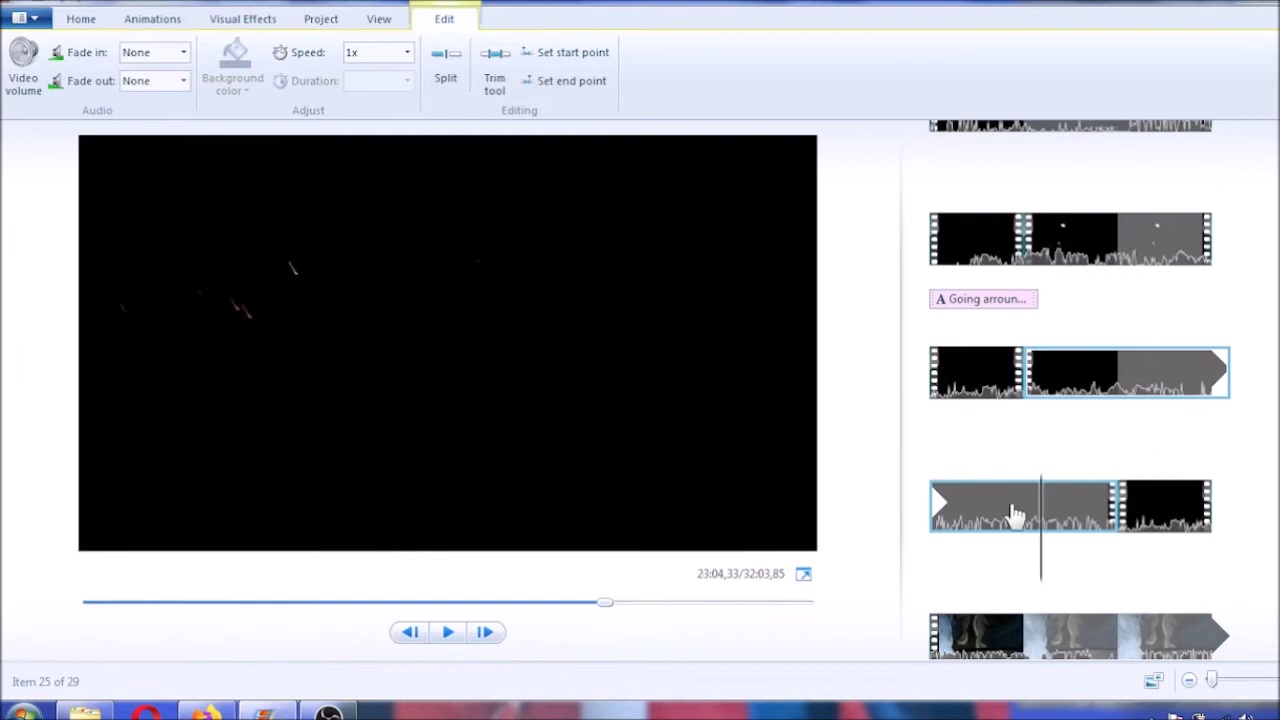 Home Animations Visual Effects Project View Edit
Video volume
Fade in: None
Fade out: None
Audio
Background color
Speed: 1x
Duration:
Adjust
Split
Trim tool
Set start point
Set end point
Editing
A Going arroun...
23:04,33/32:03,85
Item 25 of 29